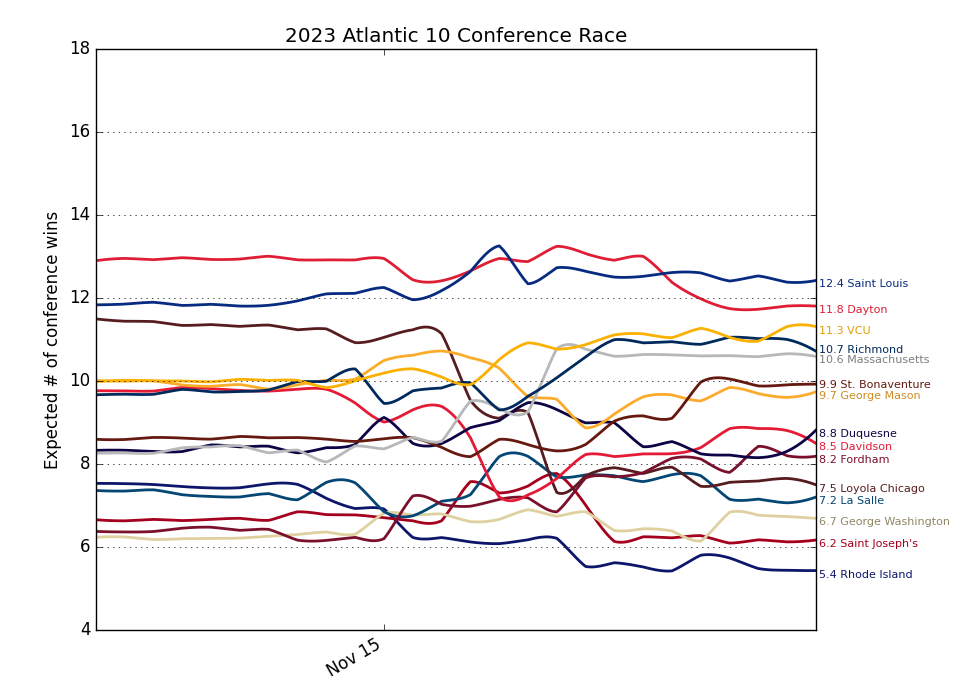 2023 Atlantic 10 Conference Race
Expected # of conference wins
18
16
14
12
10
8
6
4
Nov 15
12.4 Saint Louis
11.8 Dayton
11.3 VCU
10.7 Richmond
10.6 Massachusetts
9.9 St. Bonaventure
9.7 George Mason
8.8 Duquesne
8.5 Davidson
8.2 Fordham
7.5 Loyola Chicago
7.2 La Salle
6.7 George Washington
6.2 Saint Joseph's
5.4 Rhode Island